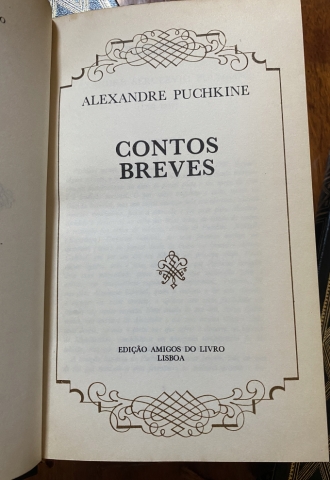 ALEXANDRE PUCHKINE
CONTOS
BREVES
EDIÇÃO AMIGOS DO LIVRO
LISBOA